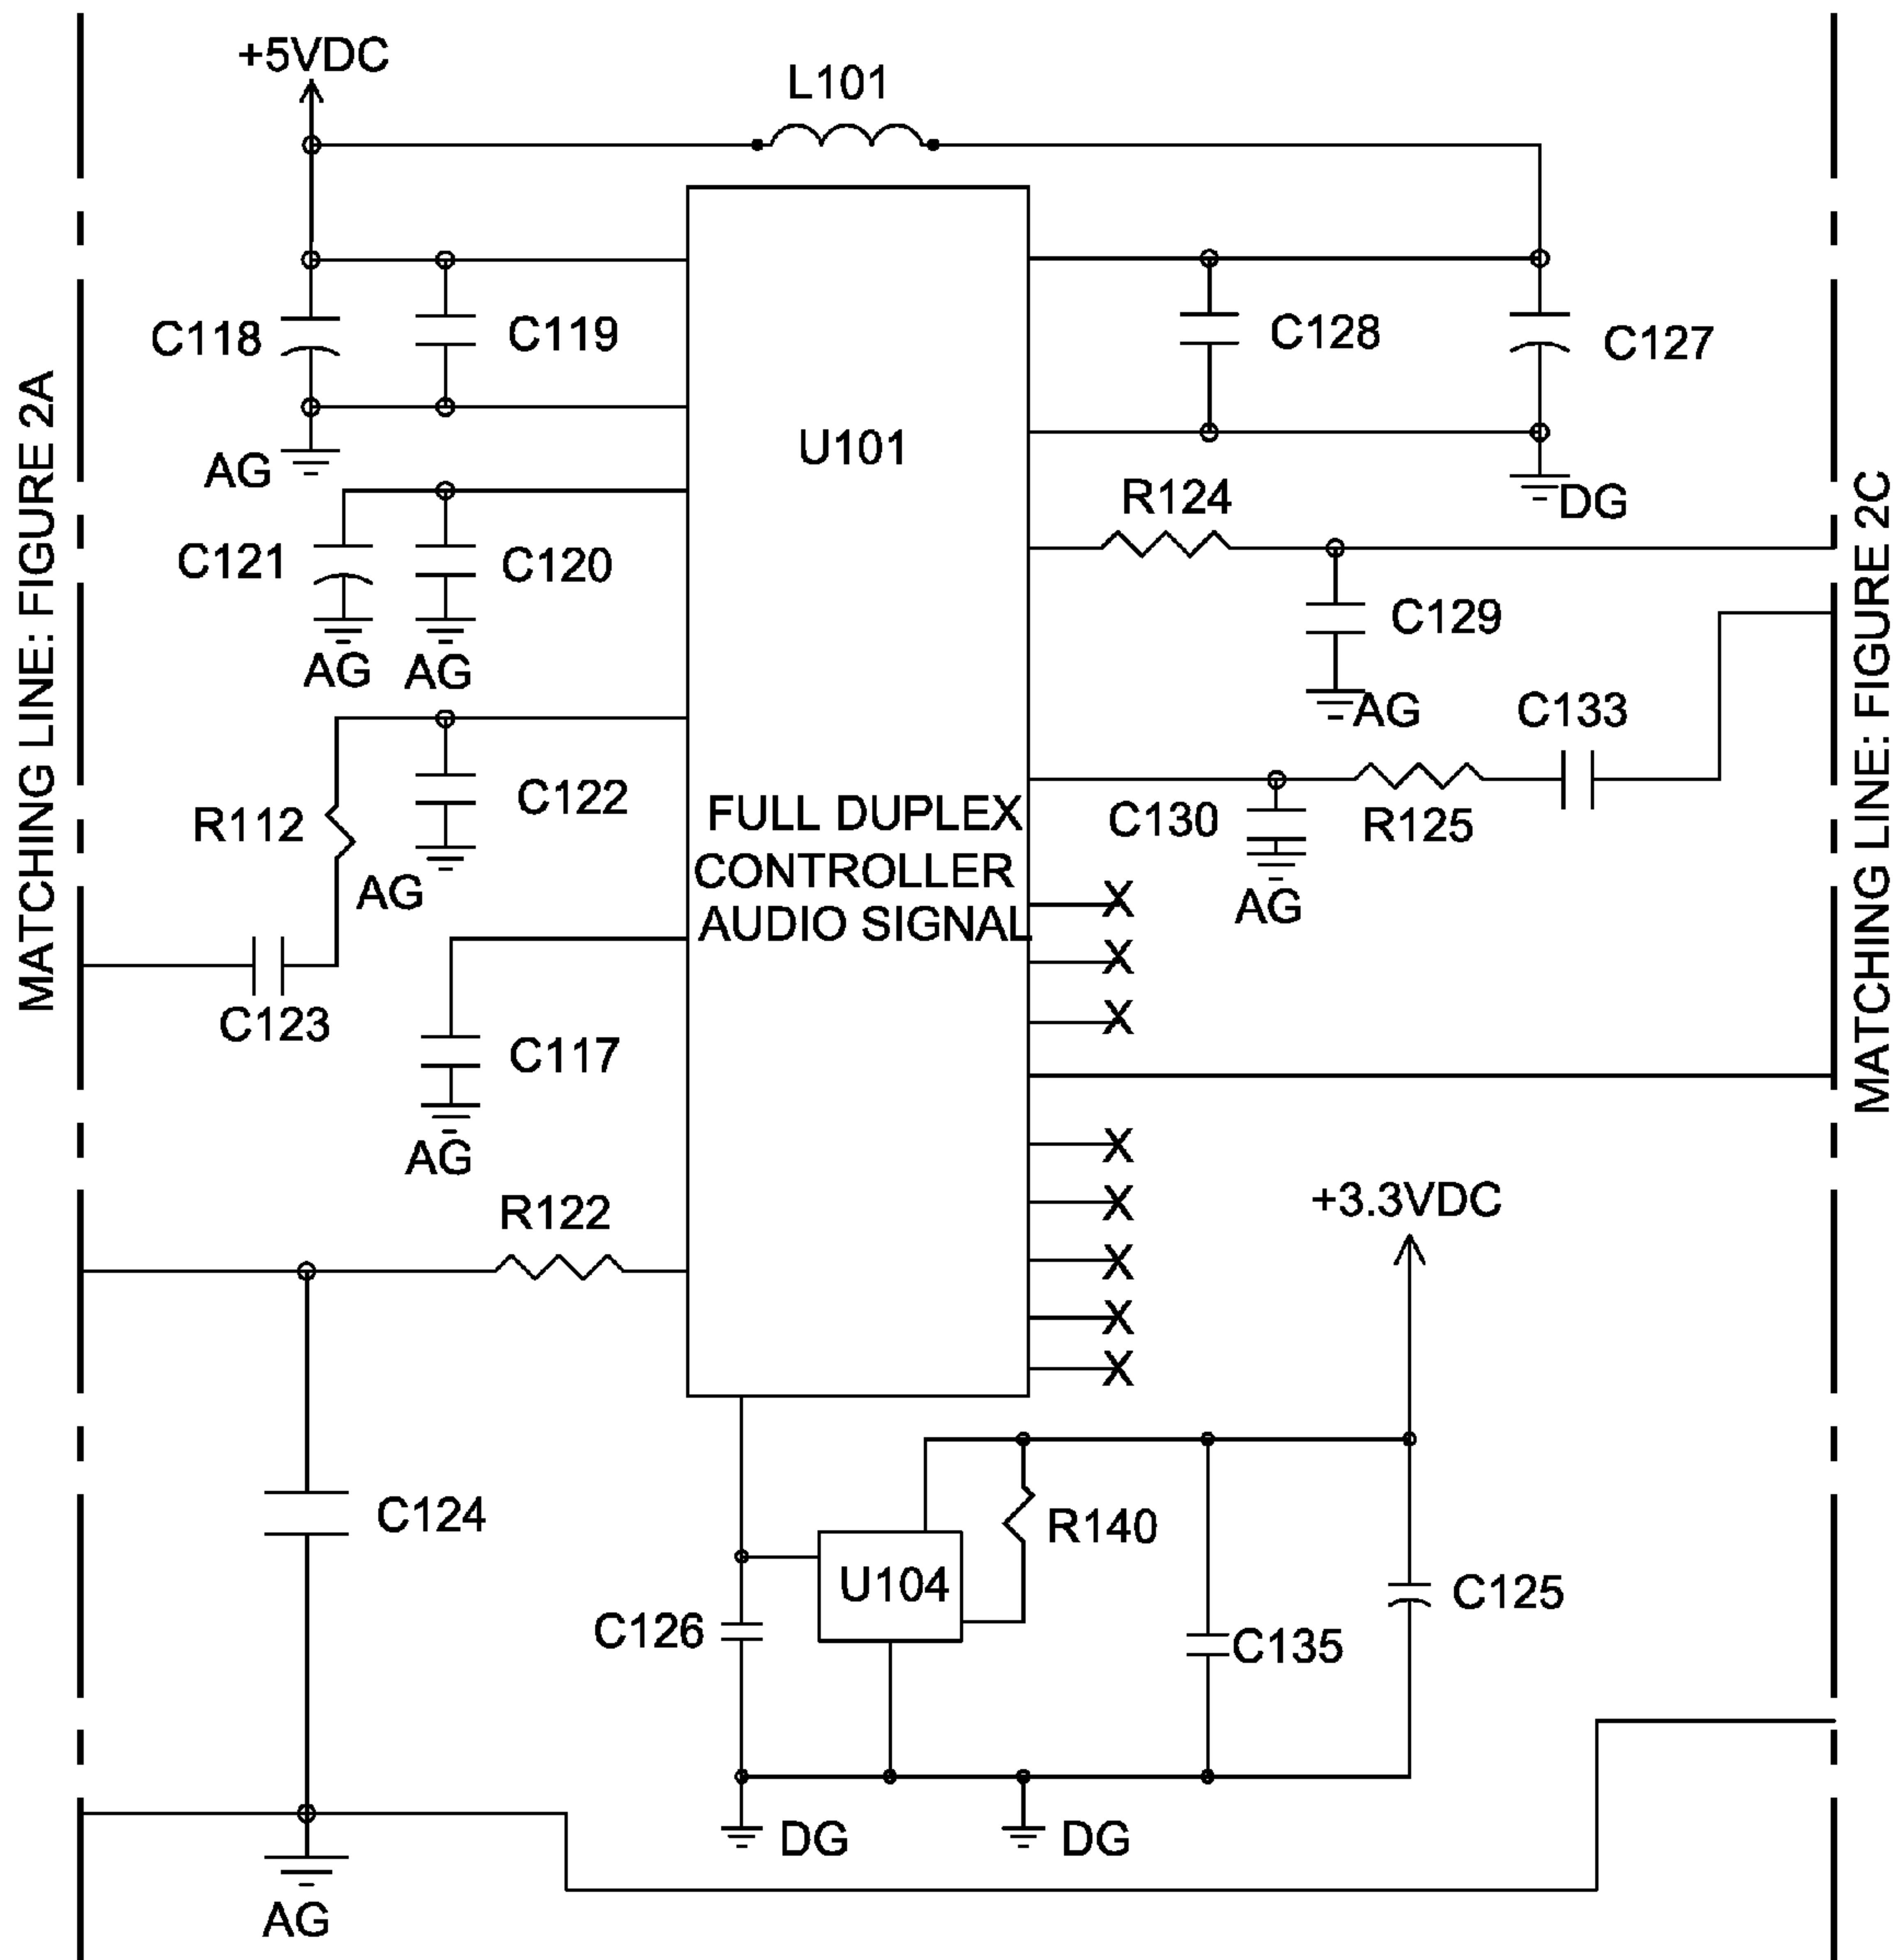 +5VDC
L101
C118
C119
C128
C127
U101
AG
DG
R124
C121
C120
C129
AG
AG
AG
C133
R112
C122
FULL DUPLEX
CONTROLLER
AUDIO SIGNAL
C130
R125
AG
AG
X
X
X
C123
C117
AG
X
X
X
X
X
R122
+3.3VDC
C124
R140
U104
C125
C126
C135
DG
DG
AG
MATCHING LINE: FIGURE 2A
MATCHING LINE: FIGURE 2C